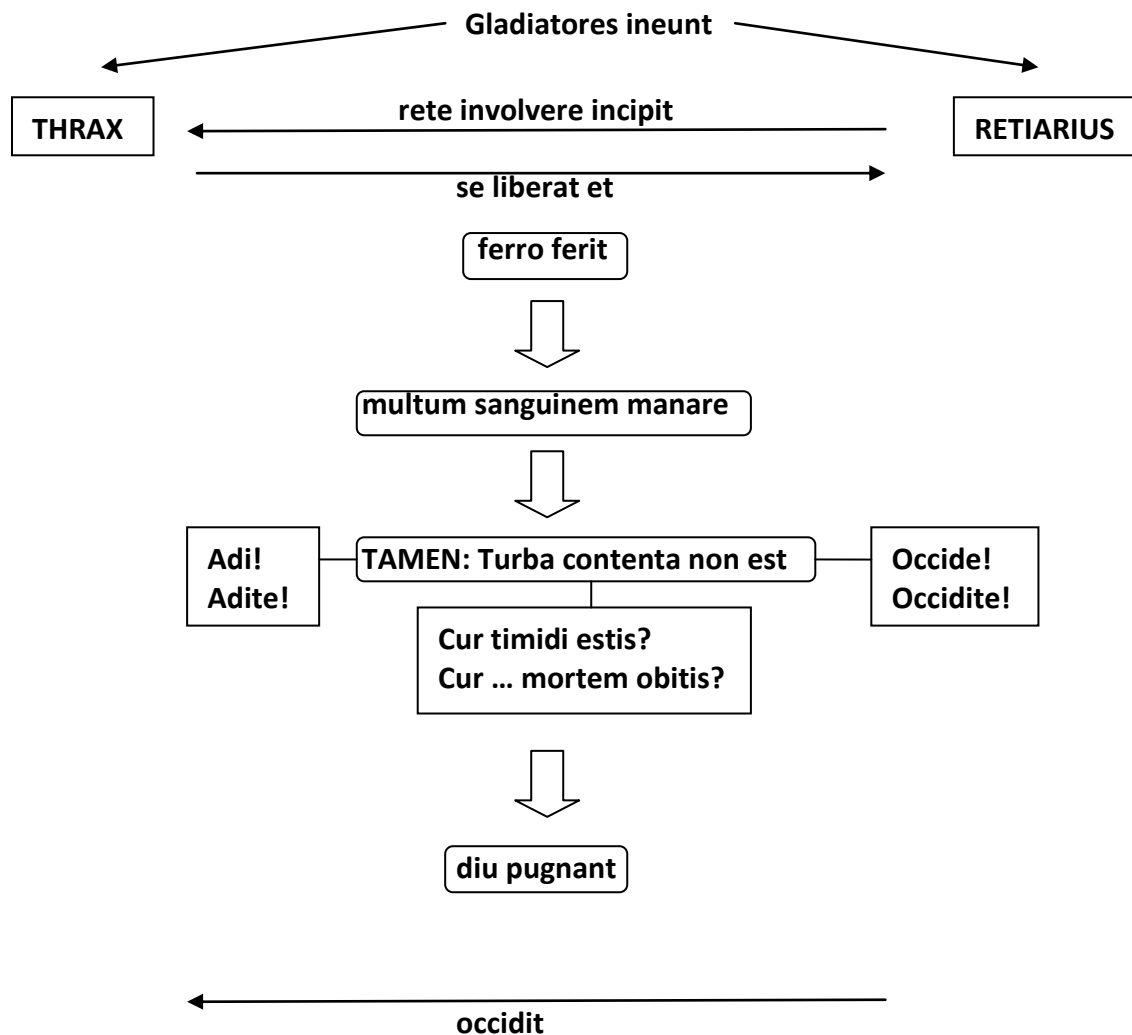 Gladiatores ineunt
THRAX
rete involvere incipit
RETIARIUS
se liberat et
ferro ferit
multum sanguinem manare
Adi!
Adite!
TAMEN: Turba contenta non est
Occide!
Occidite!
Cur timidi estis?
Cur … mortem obitis?
diu pugnant
occidit